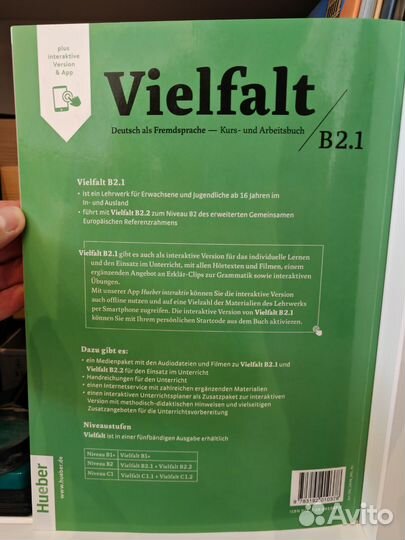 plus
interaktive
Version
& App
Vielfalt
Deutsch als Fremdsprache — Kurs- und Arbeitsbuch
B2.1
Vielfalt B2.1
• ist ein Lehrwerk für Erwachsene und Jugendliche ab 16 Jahren im
In- und Ausland
• führt mit Vielfalt B2.2 zum Niveau B2 des erweiterten Gemeinsamen
Europäischen Referenzrahmens
Vielfalt B2.1 gibt es auch als interaktive Version für das individuelle Lernen
und den Einsatz im Unterricht, mit allen Hörtexten und Filmen, einem
ergänzenden Angebot an Erklär-Clips zur Grammatik sowie interaktiven
Übungen.
Mit unserer App Hueber interaktiv können Sie die interaktive Version
auch offline nutzen und auf eine Vielzahl der Materialien des Lehrwerks
per Smartphone zugreifen. Die interaktive Version von Vielfalt B2.1
können Sie mit Ihrem persönlichen Startcode aus dem Buch aktivieren.
Dazu gibt es:
• ein Medienpaket mit den Audiodateien und Filmen zu Vielfalt B2.1 und
Vielfalt B2.2 für den Einsatz im Unterricht
• Handreichungen für den Unterricht
• einen Internetservice mit zahlreichen ergänzenden Materialien
• einen interaktiven Unterrichtsplaner als Zusatzpaket zur interaktiven
Version mit methodisch-didaktischen Hinweisen und vielseitigen
Zusatzangeboten für die Unterrichtsvorbereitung
Niveaustufen
Vielfalt ist in einer fünfbändigen Ausgabe erhältlich
Niveau B1+ Vielfalt B1+
Niveau B2 Vielfalt B2.1 + Vielfalt B2.2
Niveau C1 Vielfalt C1.1 + Vielfalt C1.2
Hueber
www.hueber.de
9 783192 010379
Avito